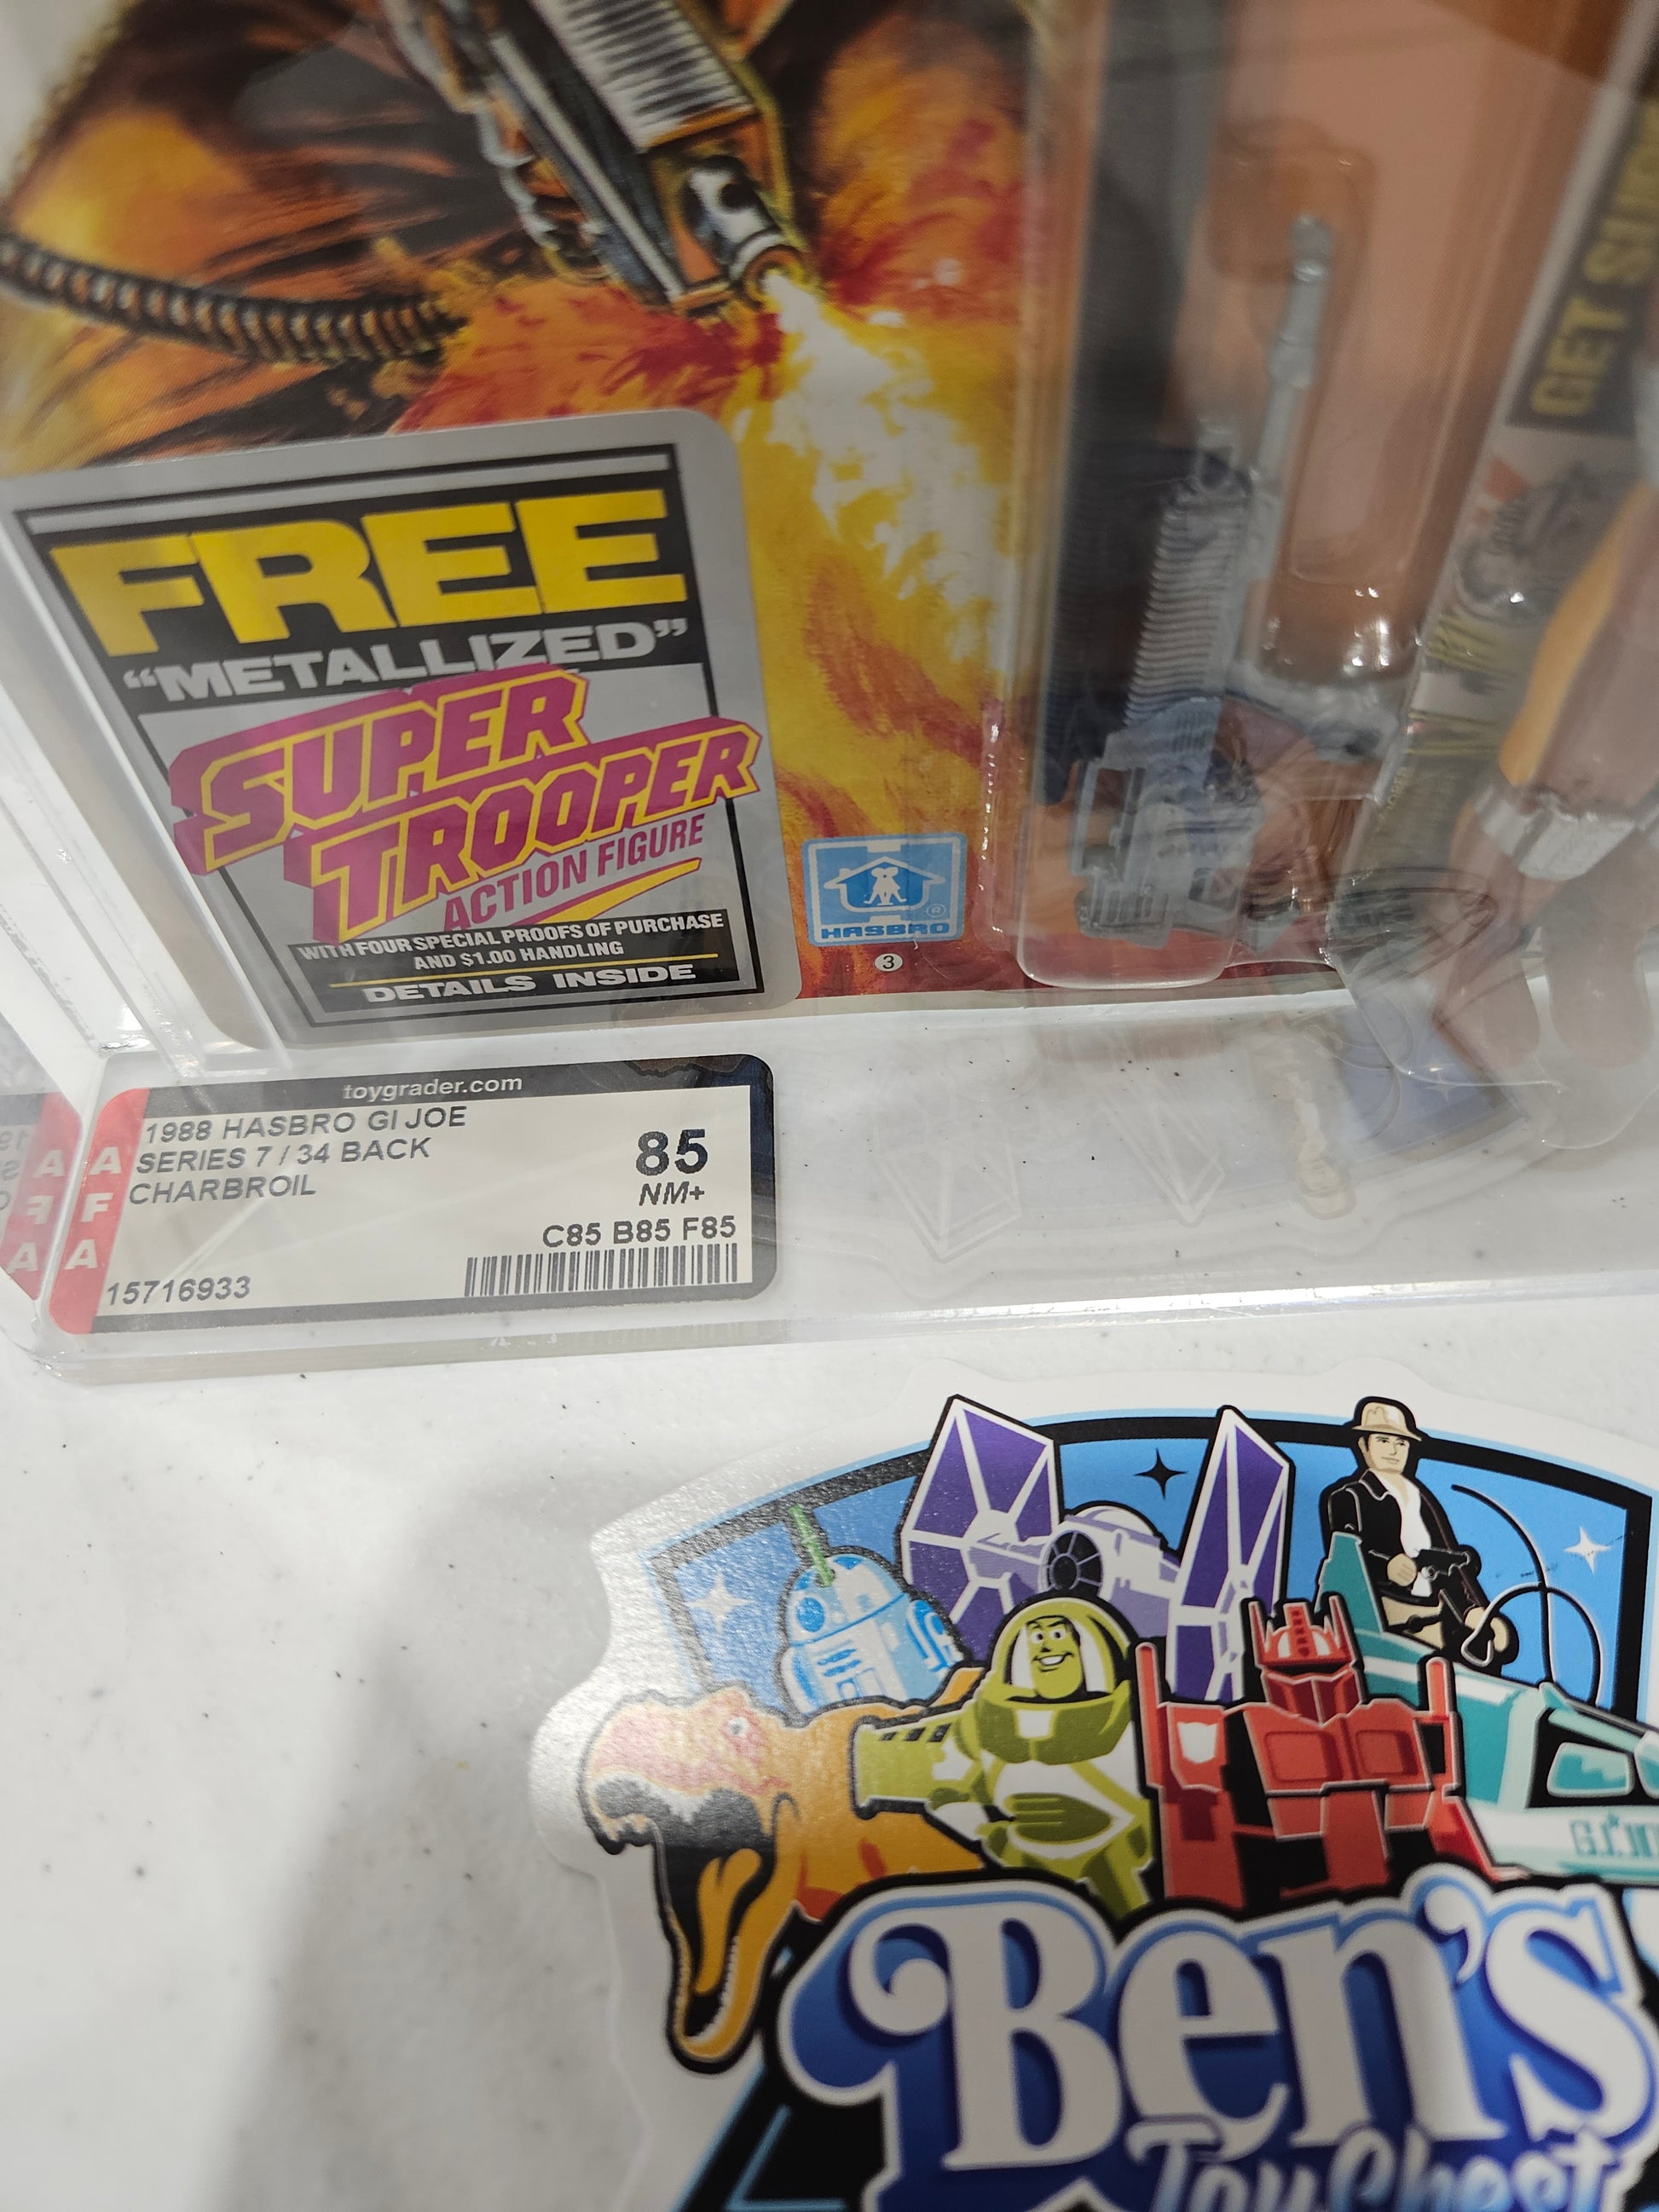 GET
FREE
"METALLIZED"
SUPER
TROOPER
ACTION FIGURE
WITH FOUR SPECIAL PROOFS OF PURCHASE
AND $1.00 HANDLING
DETAILS INSIDE
HASBRO
®
3
toygrader.com
AFA
1988 HASBRO GI JOE
SERIES 7 / 34 BACK
CHARBROIL
85
NM+
C85 B85 F85
15716933
Ben's
Toy Chest